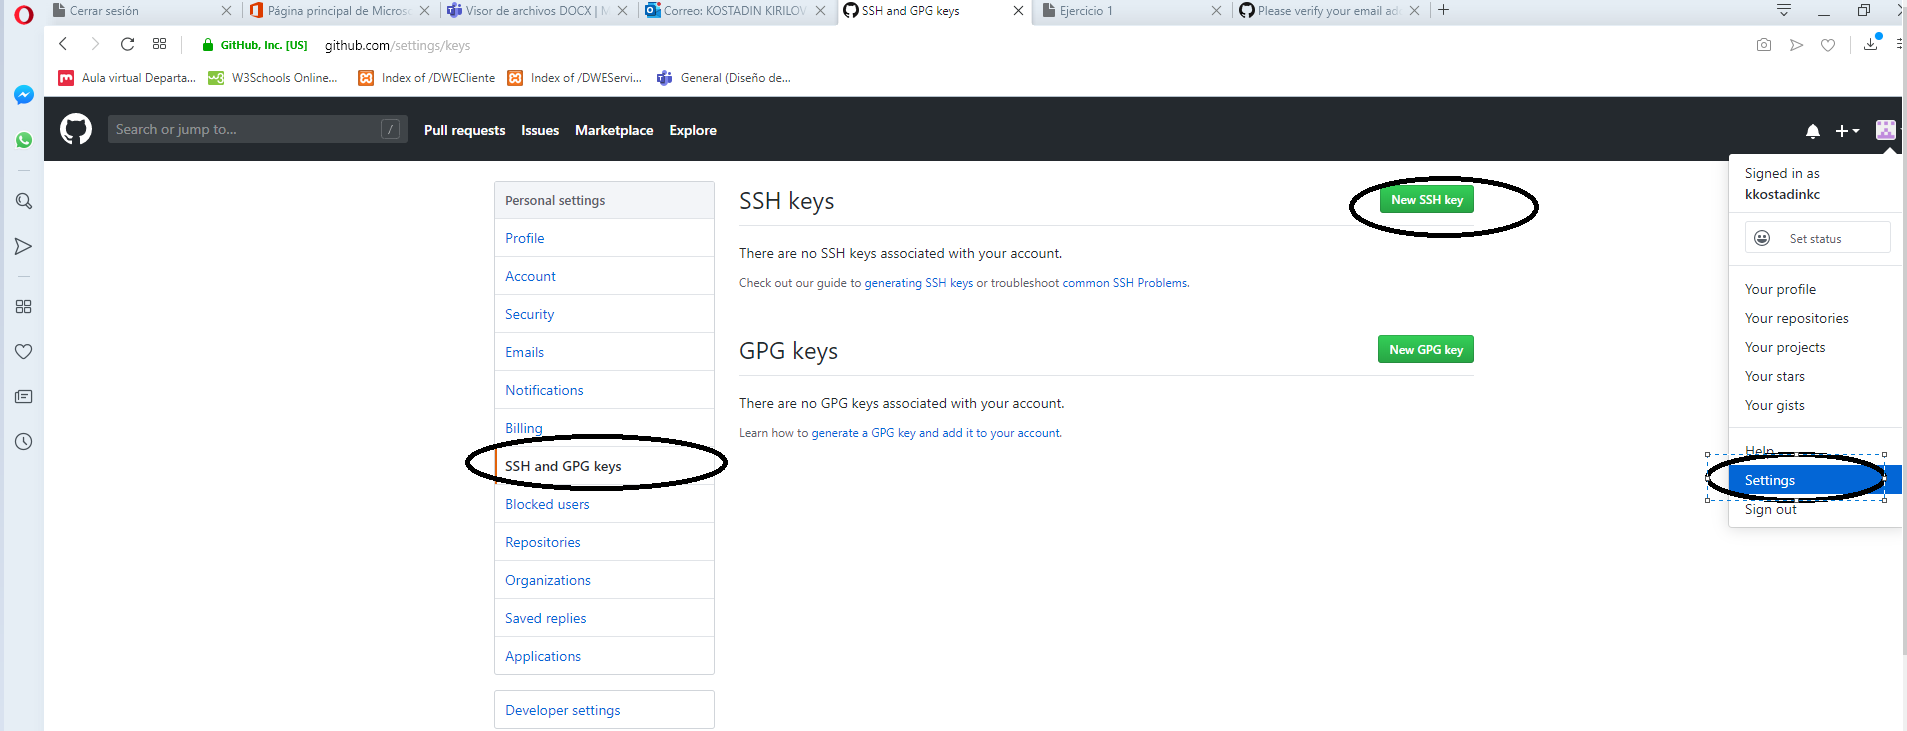 Cerrar sesión
Página principal de Microso
Visor de archivos DOCX | M
Correo: KOSTADIN KIRILOV
SSH and GPG keys
Ejercicio 1
Please verify your email ad
GitHub, Inc. [US]
github.com/settings/keys
Aula virtual Departa...
W3Schools Online...
Index of /DWECliente
Index of /DWEServi...
General (Diseño de...
Search or jump to...
/
Pull requests
Issues
Marketplace
Explore
Personal settings
Profile
Account
Security
Emails
Notifications
Billing
SSH and GPG keys
Blocked users
Repositories
Organizations
Saved replies
Applications
Developer settings
SSH keys
New SSH key
There are no SSH keys associated with your account.
Check out our guide to generating SSH keys or troubleshoot common SSH Problems.
GPG keys
New GPG key
There are no GPG keys associated with your account.
Learn how to generate a GPG key and add it to your account.
Signed in as
kkostadinkc
Set status
Your profile
Your repositories
Your projects
Your stars
Your gists
Help
Settings
Sign out